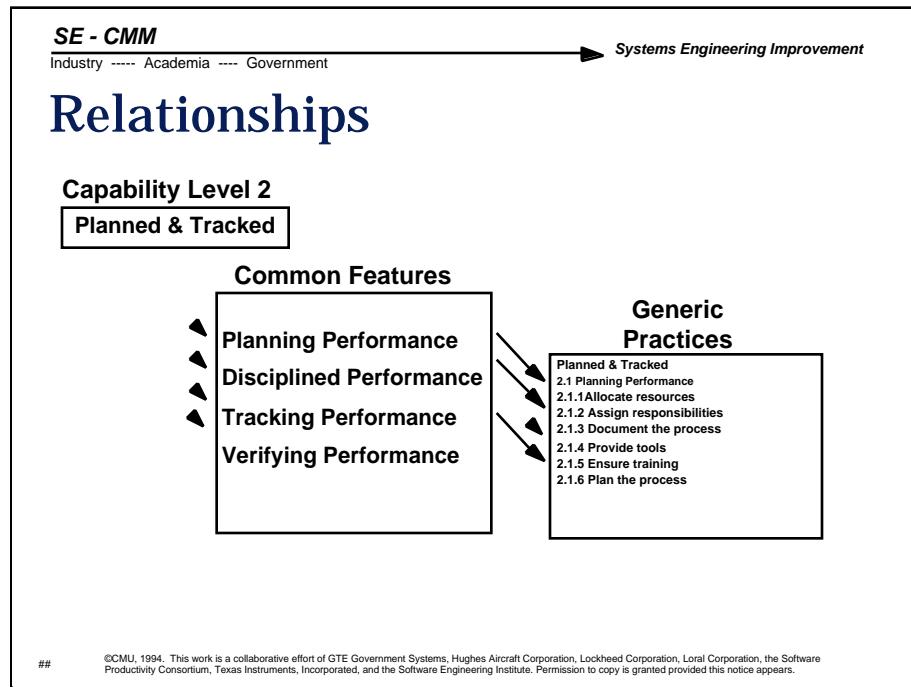 SE - CMM
Systems Engineering Improvement
Industry ----- Academia ---- Government
Relationships
Capability Level 2
Planned & Tracked
Common Features
Planning Performance
Disciplined Performance
Tracking Performance
Verifying Performance
Generic
Practices
Planned & Tracked
2.1 Planning Performance
2.1.1Allocate resources
2.1.2 Assign responsibilities
2.1.3 Document the process
2.1.4 Provide tools
2.1.5 Ensure training
2.1.6 Plan the process
##
©CMU, 1994. This work is a collaborative effort of GTE Government Systems, Hughes Aircraft Corporation, Lockheed Corporation, Loral Corporation, the Software
Productivity Consortium, Texas Instruments, Incorporated, and the Software Engineering Institute. Permission to copy is granted provided this notice appears.